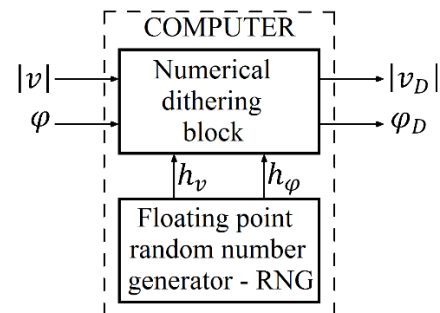 COMPUTER
|v|
φ
Numerical
dithering
block
|v_D|
φ_D
h_v
h_φ
Floating point
random number
generator - RNG